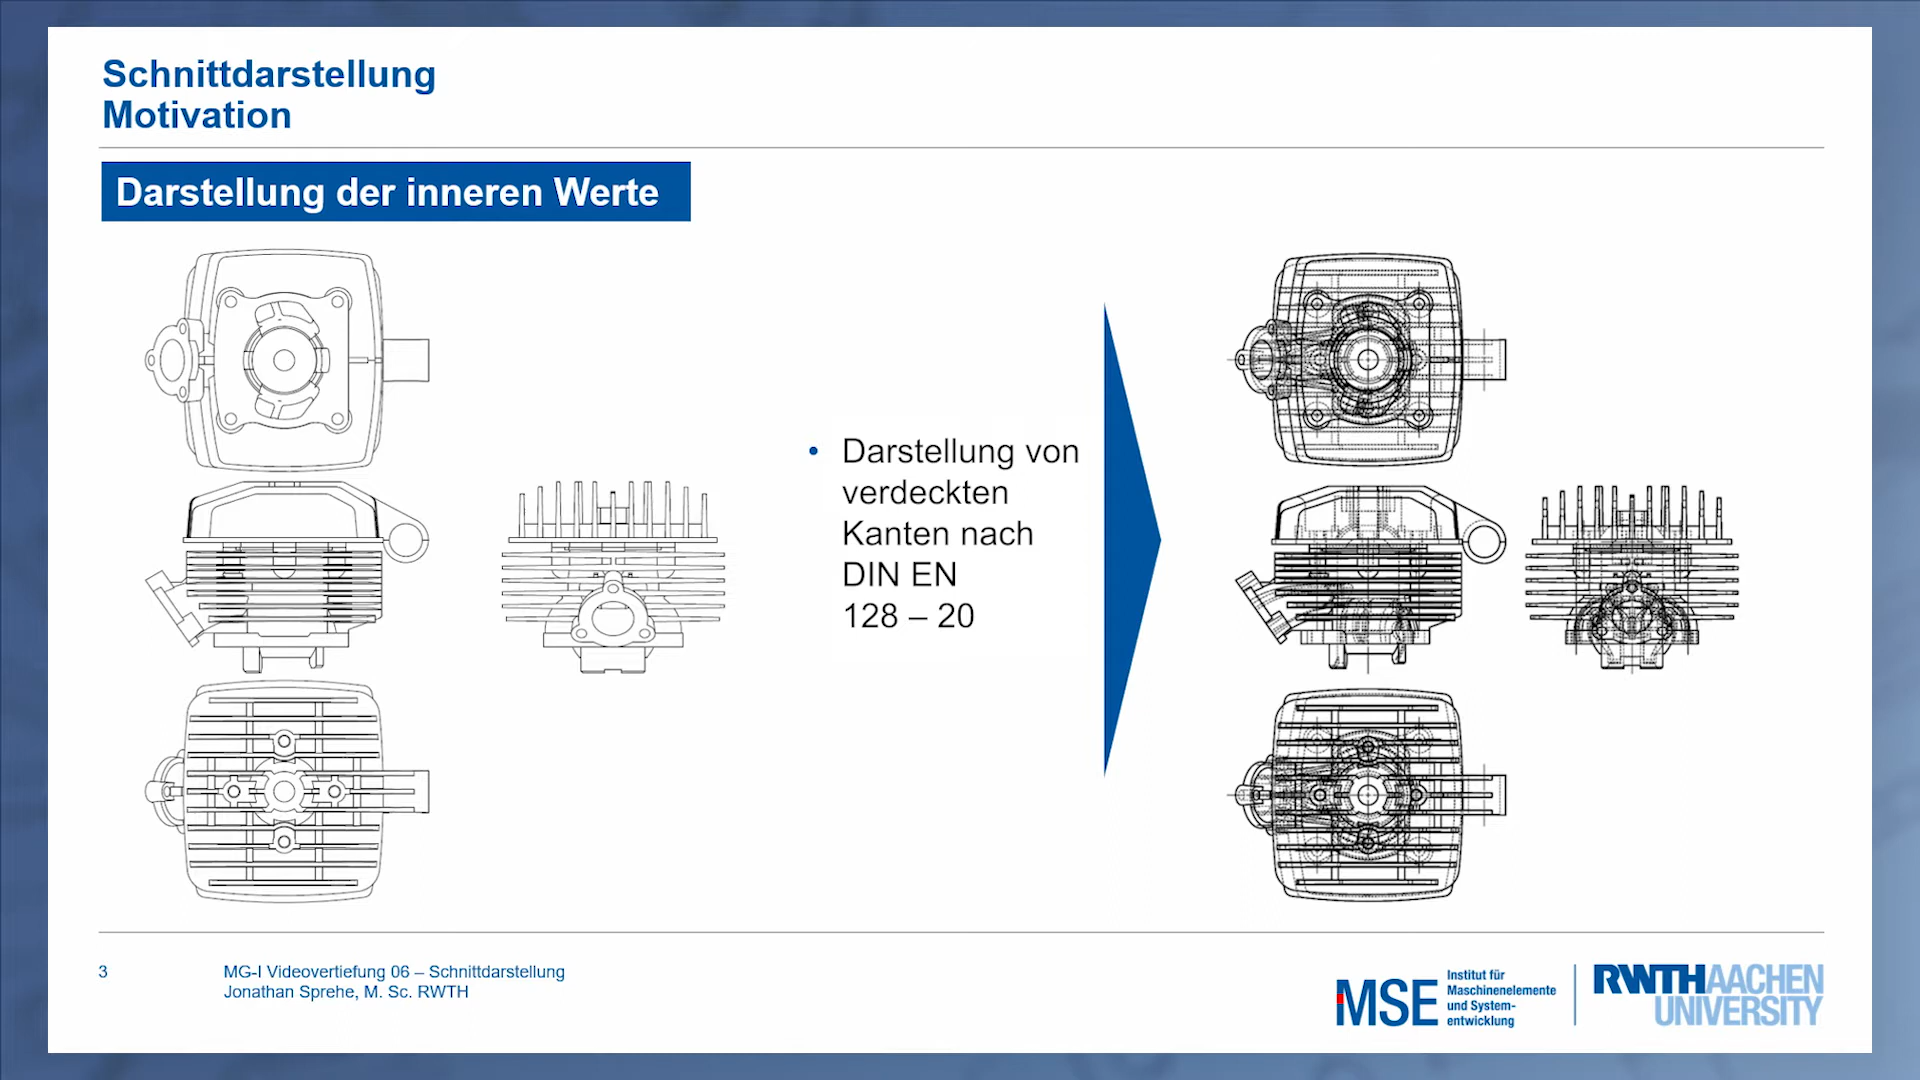 Schnittdarstellung
Motivation
Darstellung der inneren Werte
• Darstellung von
verdeckten
Kanten nach
DIN EN
128 – 20
3
MG-I Videovertiefung 06 – Schnittdarstellung
Jonathan Sprehe, M. Sc. RWTH
MSE
Institut für
Maschinenelemente
und System-
entwicklung
RWTHAACHEN
UNIVERSITY